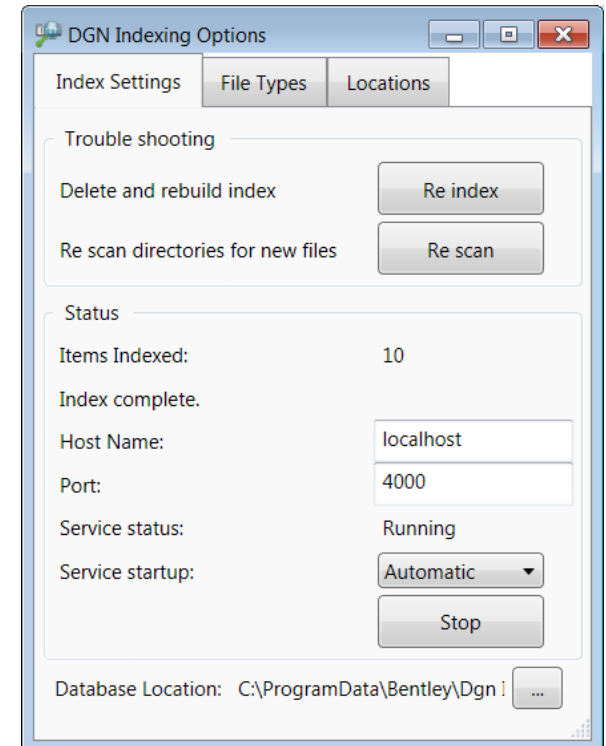 DGN Indexing Options
Index Settings File Types Locations
Trouble shooting
Delete and rebuild index Re index
Re scan directories for new files Re scan
Status
Items Indexed: 10
Index complete.
Host Name: localhost
Port: 4000
Service status: Running
Service startup: Automatic
Stop
Database Location: C:\ProgramData\Bentley\Dgn ...